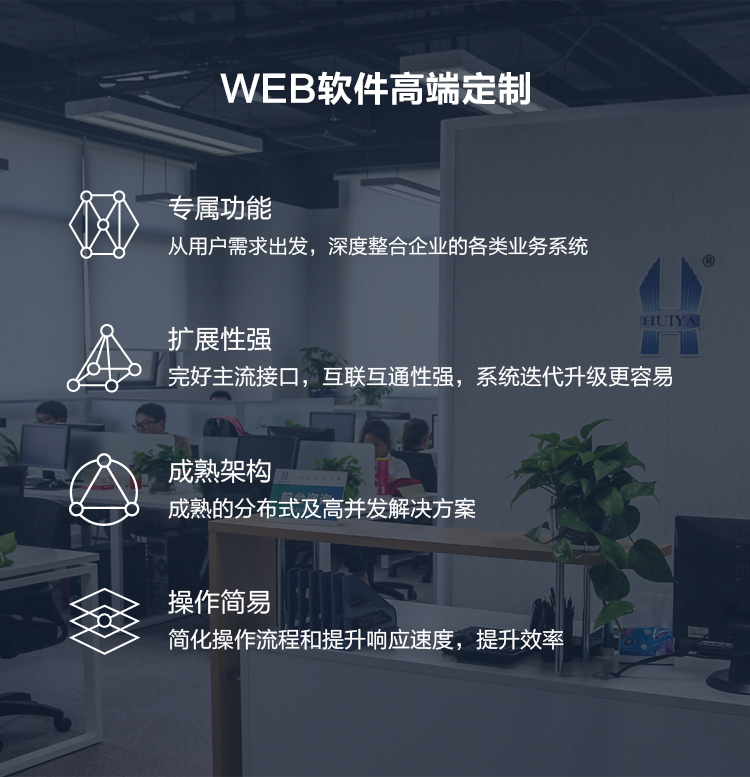 WEB软件高端定制
专属功能
从用户需求出发，深度整合企业的各类业务系统
®
HUIYA
扩展性强
完好主流接口，互联互通性强，系统迭代升级更容易
成熟架构
成熟的分布式及高并发解决方案
操作简易
简化操作流程和提升响应速度，提升效率